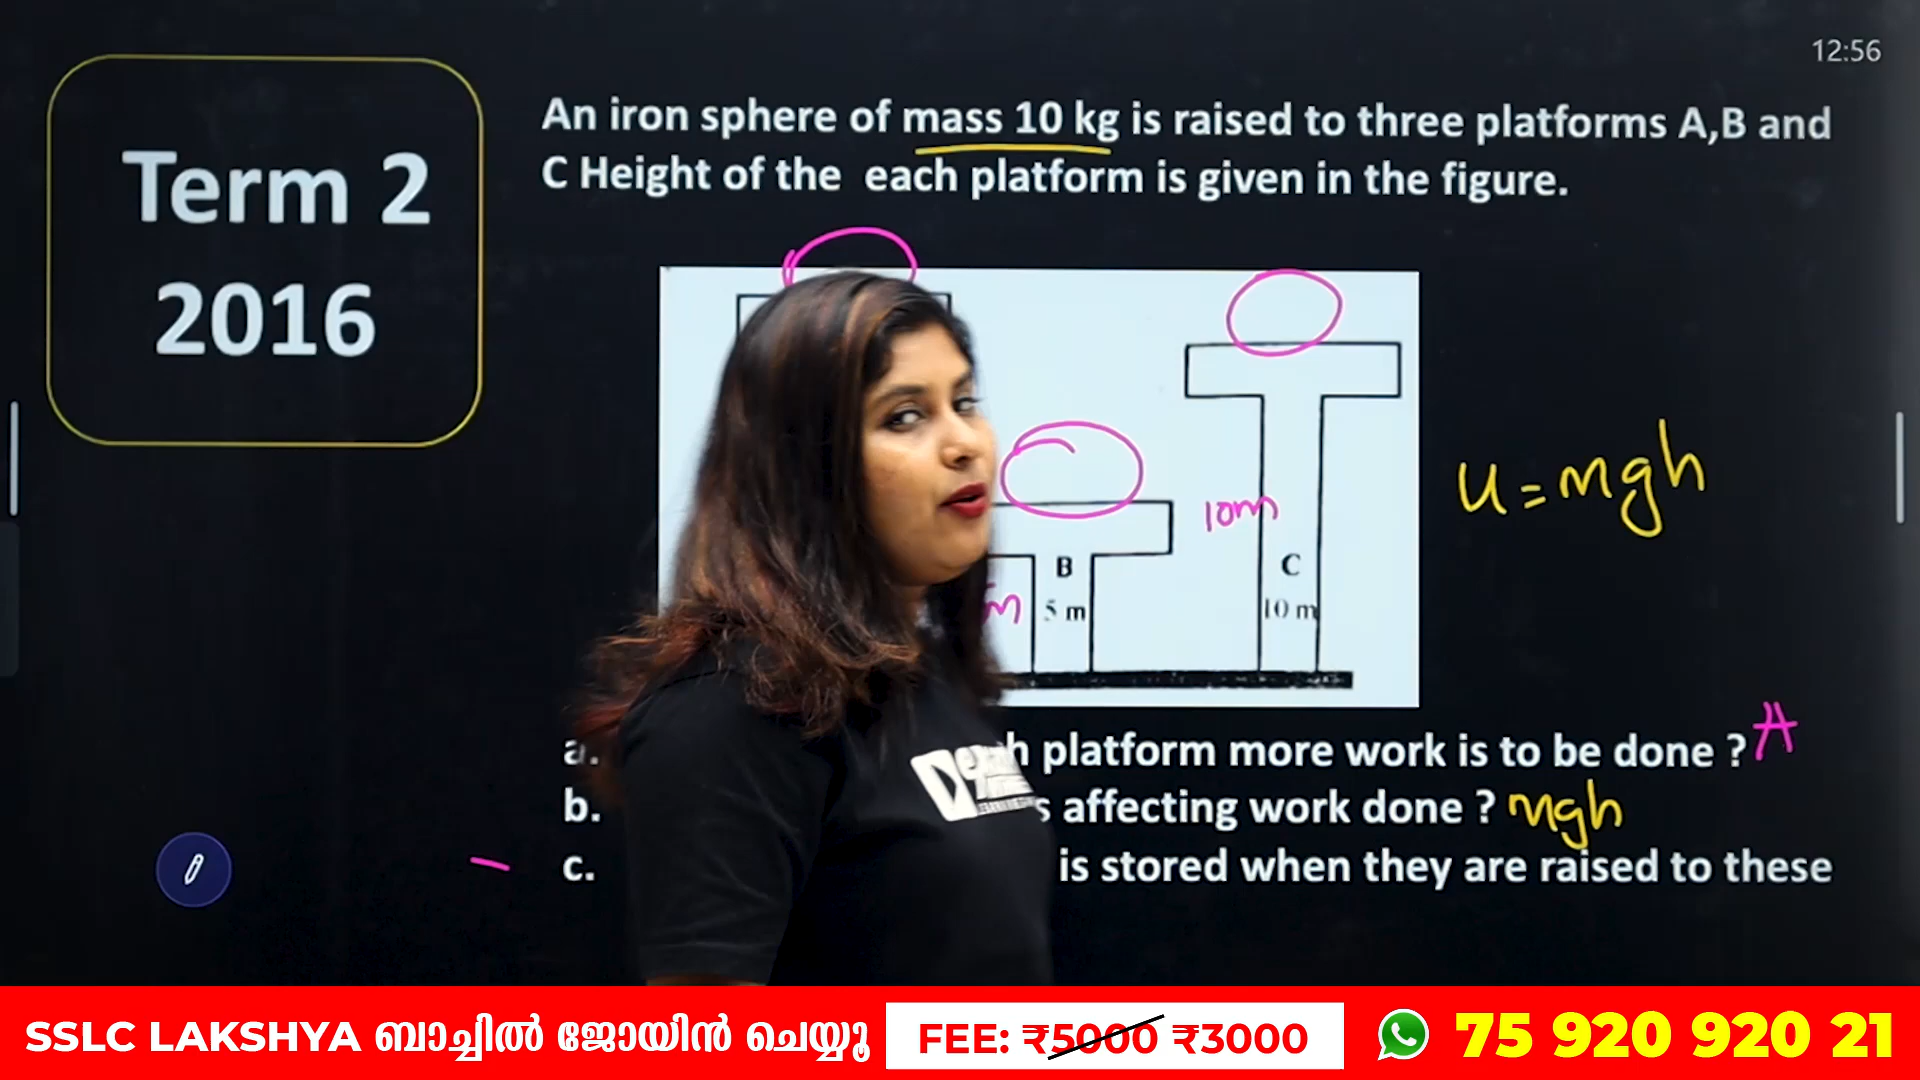 12:56
Term 2
2016
An iron sphere of mass 10 kg is raised to three platforms A,B and
C Height of the each platform is given in the figure.
10m
U = mgh
B
C
m
5 m
10 m
a. platform more work is to be done ? A
b. affecting work done ? mgh
c. is stored when they are raised to these
SSLC LAKSHYA ബാച്ചിൽ ജോയിൻ ചെയ്യൂ
FEE: ₹5000 ₹3000
75 920 920 21